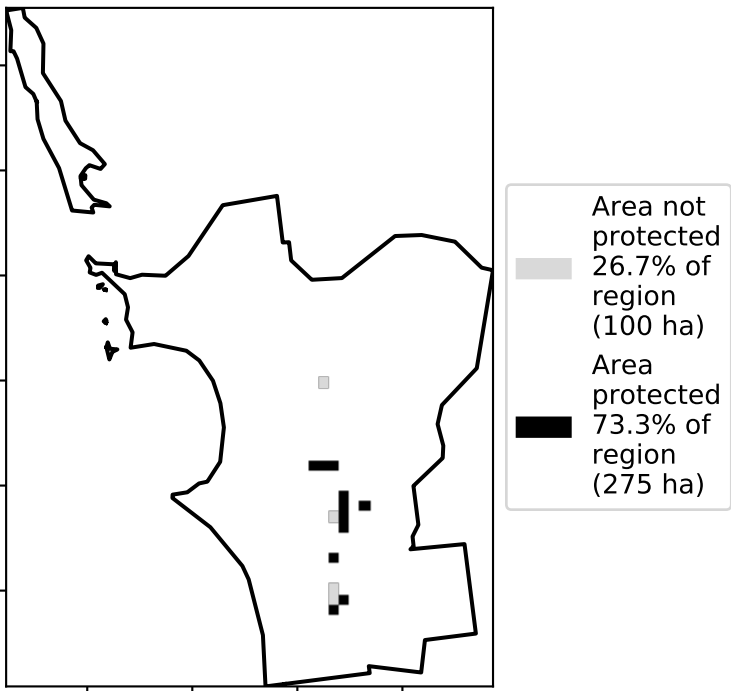 Area not
protected
26.7% of
region
(100 ha)
Area
protected
73.3% of
region
(275 ha)